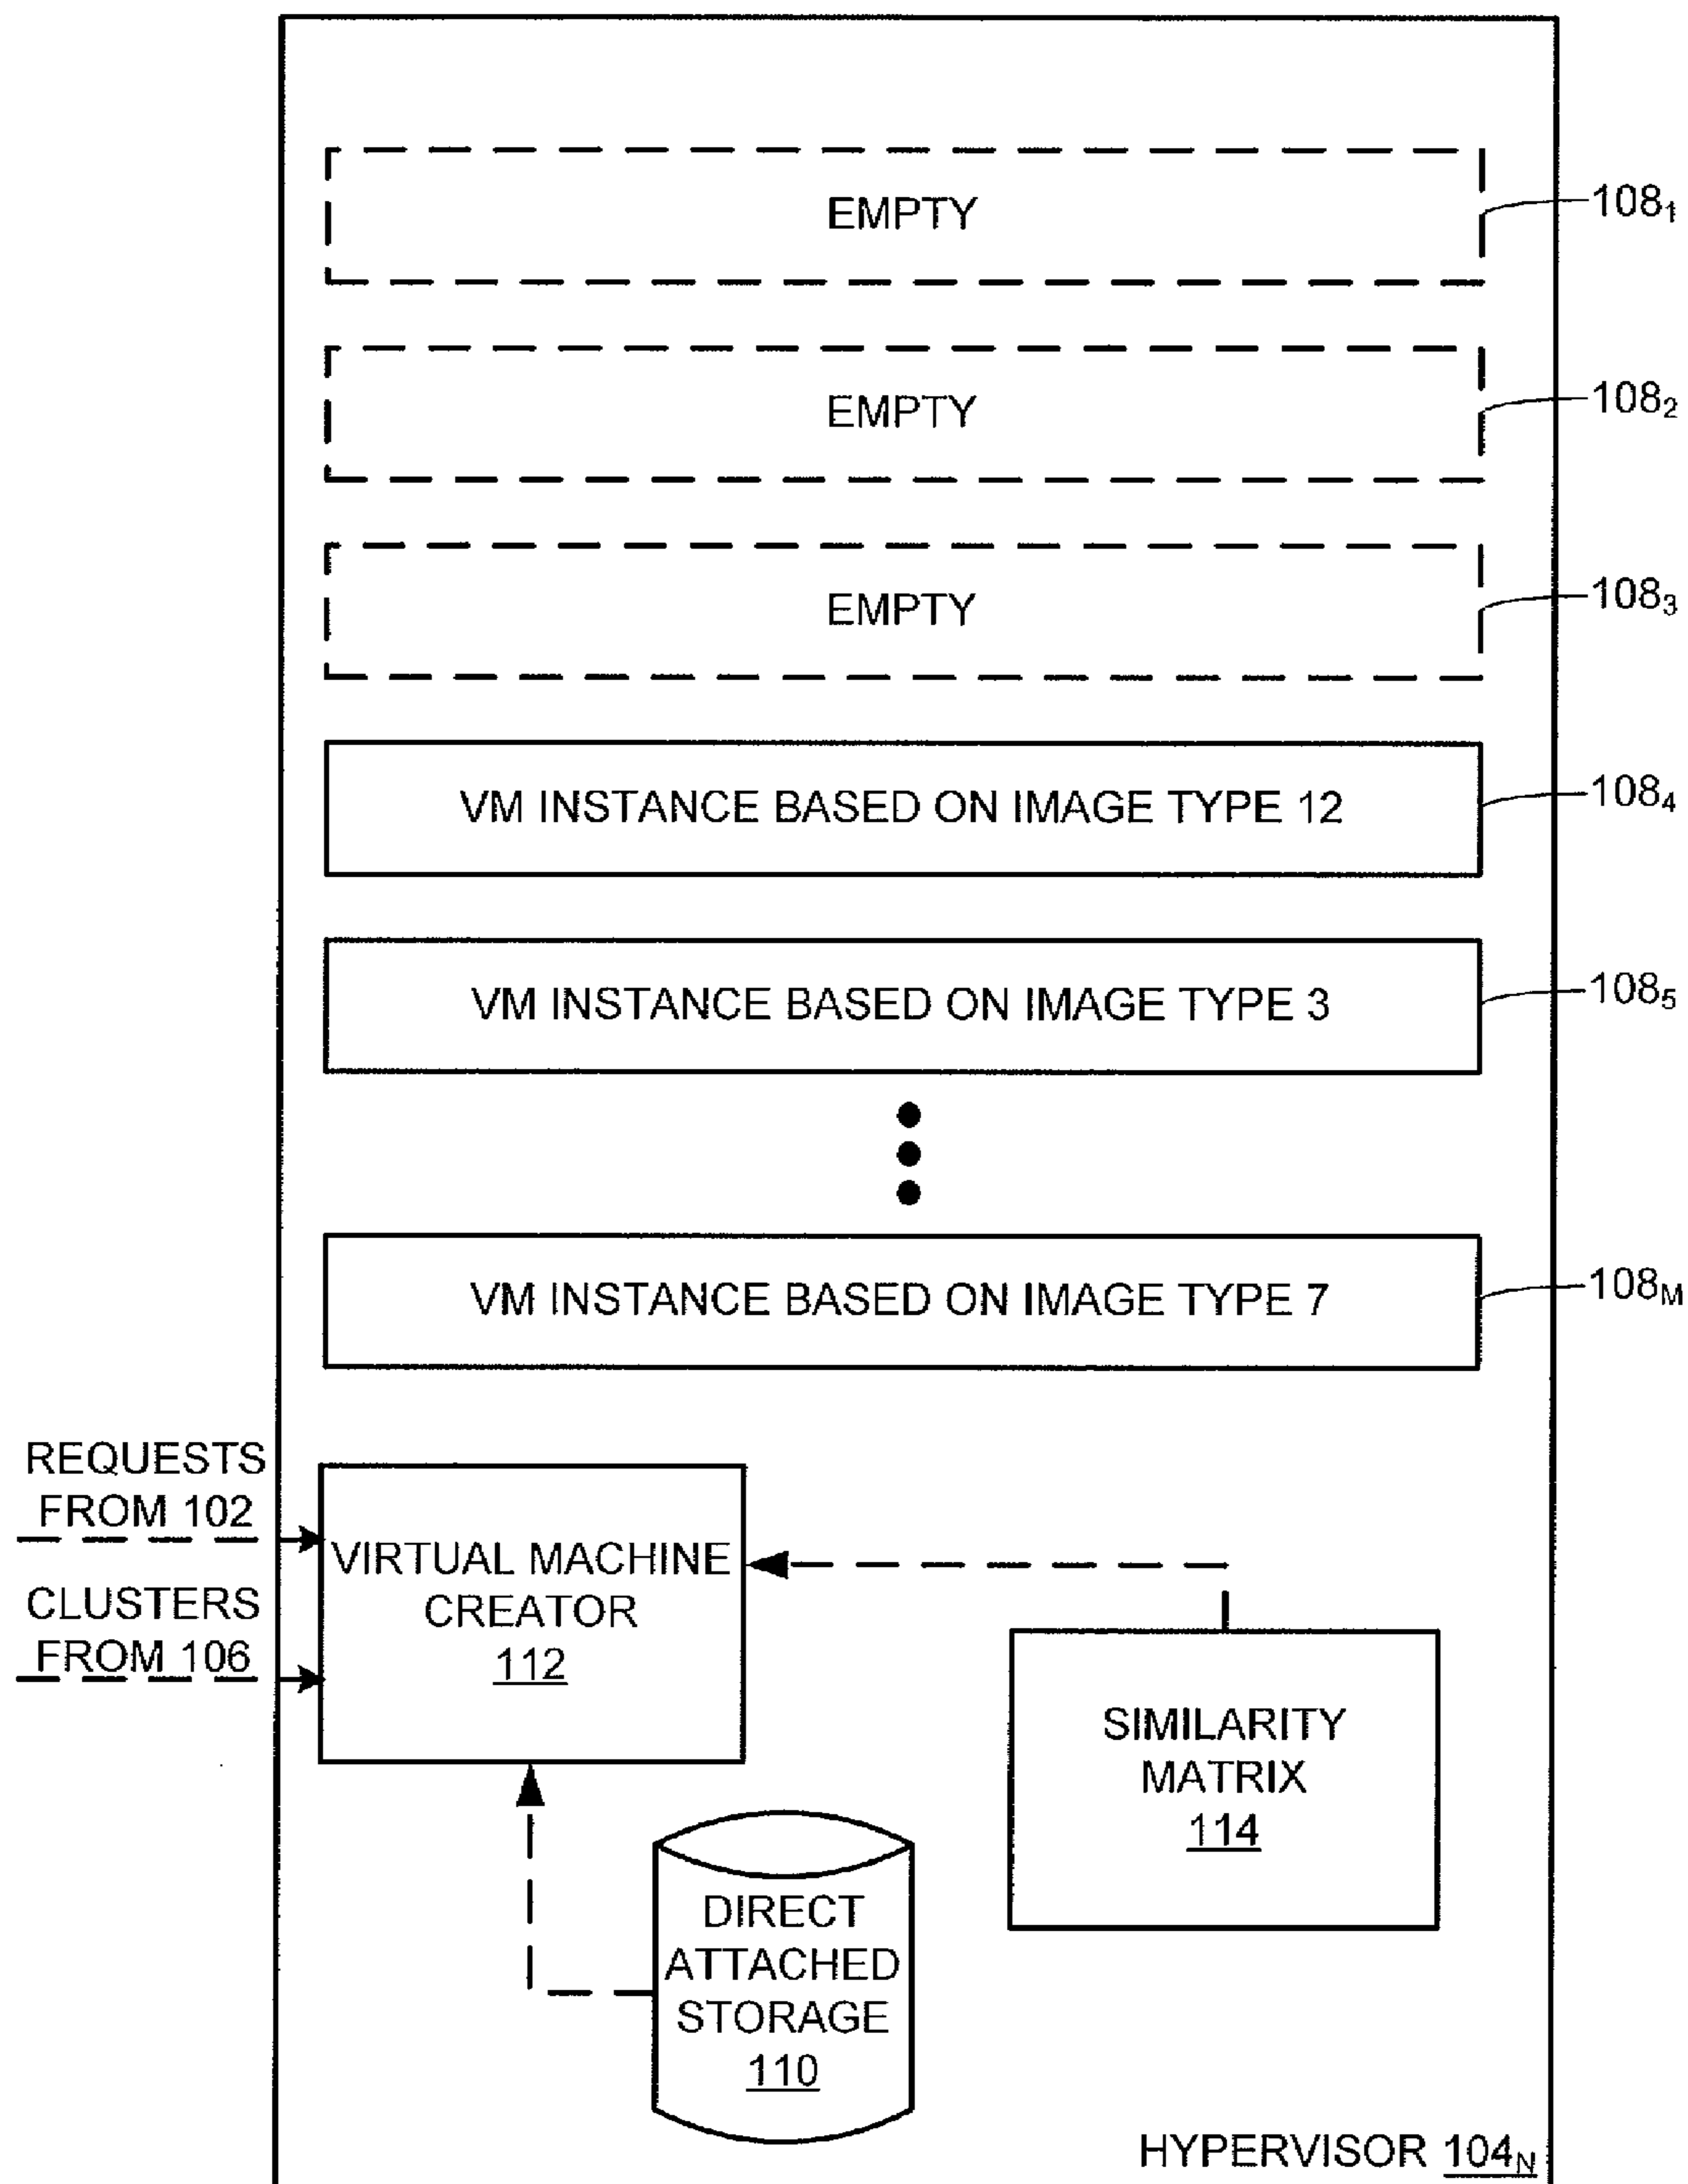 EMPTY
108₁
EMPTY
108₂
EMPTY
108₃
VM INSTANCE BASED ON IMAGE TYPE 12
108₄
VM INSTANCE BASED ON IMAGE TYPE 3
108₅
VM INSTANCE BASED ON IMAGE TYPE 7
108M
REQUESTS
FROM 102
CLUSTERS
FROM 106
VIRTUAL MACHINE
CREATOR
112
SIMILARITY
MATRIX
114
DIRECT
ATTACHED
STORAGE
110
HYPERVISOR 104N